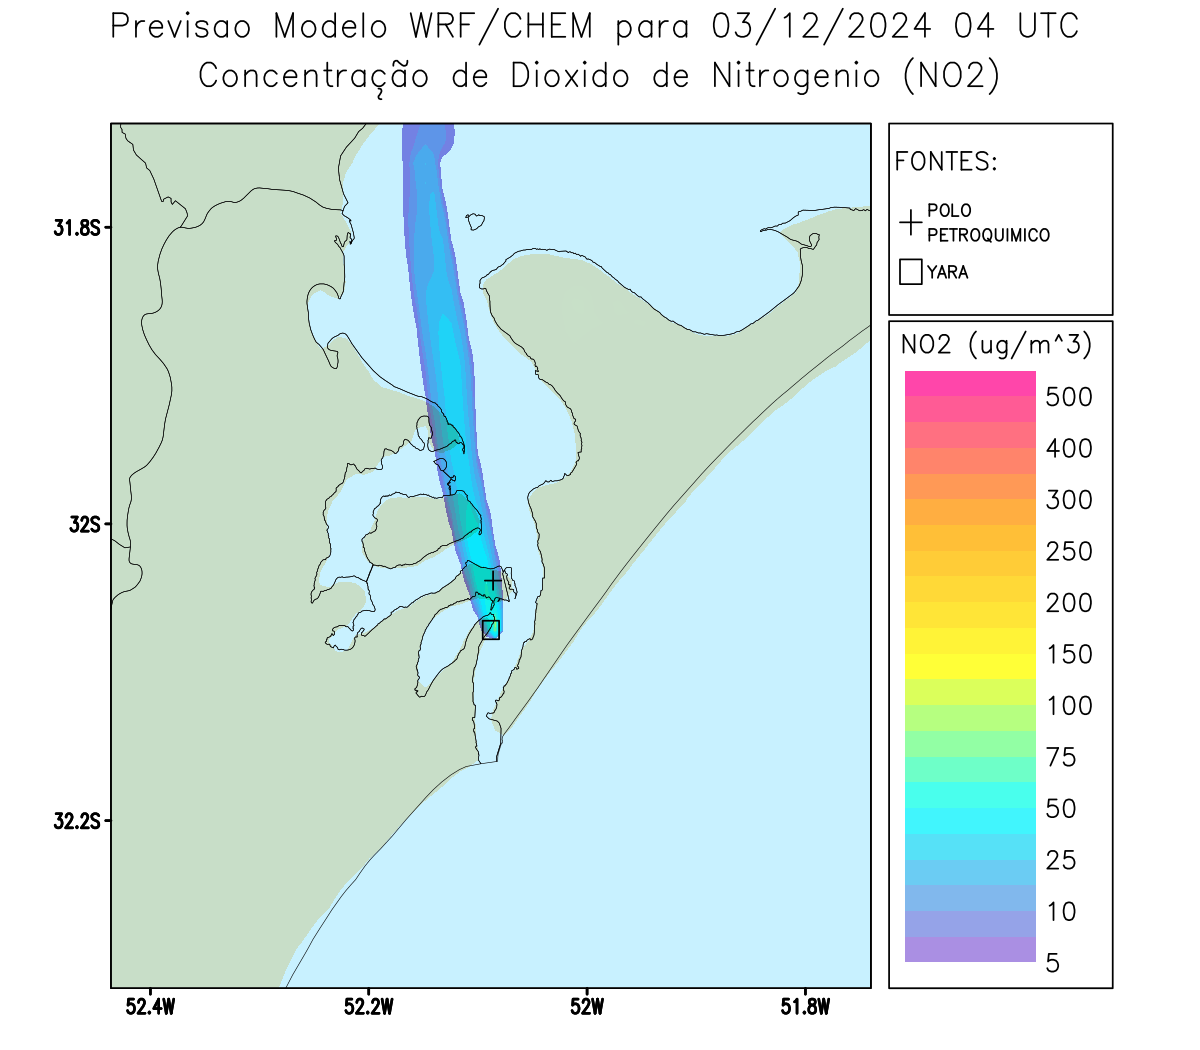 Previsao Modelo WRF/CHEM para 03/12/2024 04 UTC
Concentração de Dioxido de Nitrogenio (NO2)
FONTES:
POLO
PETROQUIMICO
YARA
NO2 (ug/m^3)
500
400
300
250
200
150
100
75
50
25
10
5
31.8S
32S
32.2S
52.4W
52.2W
52W
51.8W